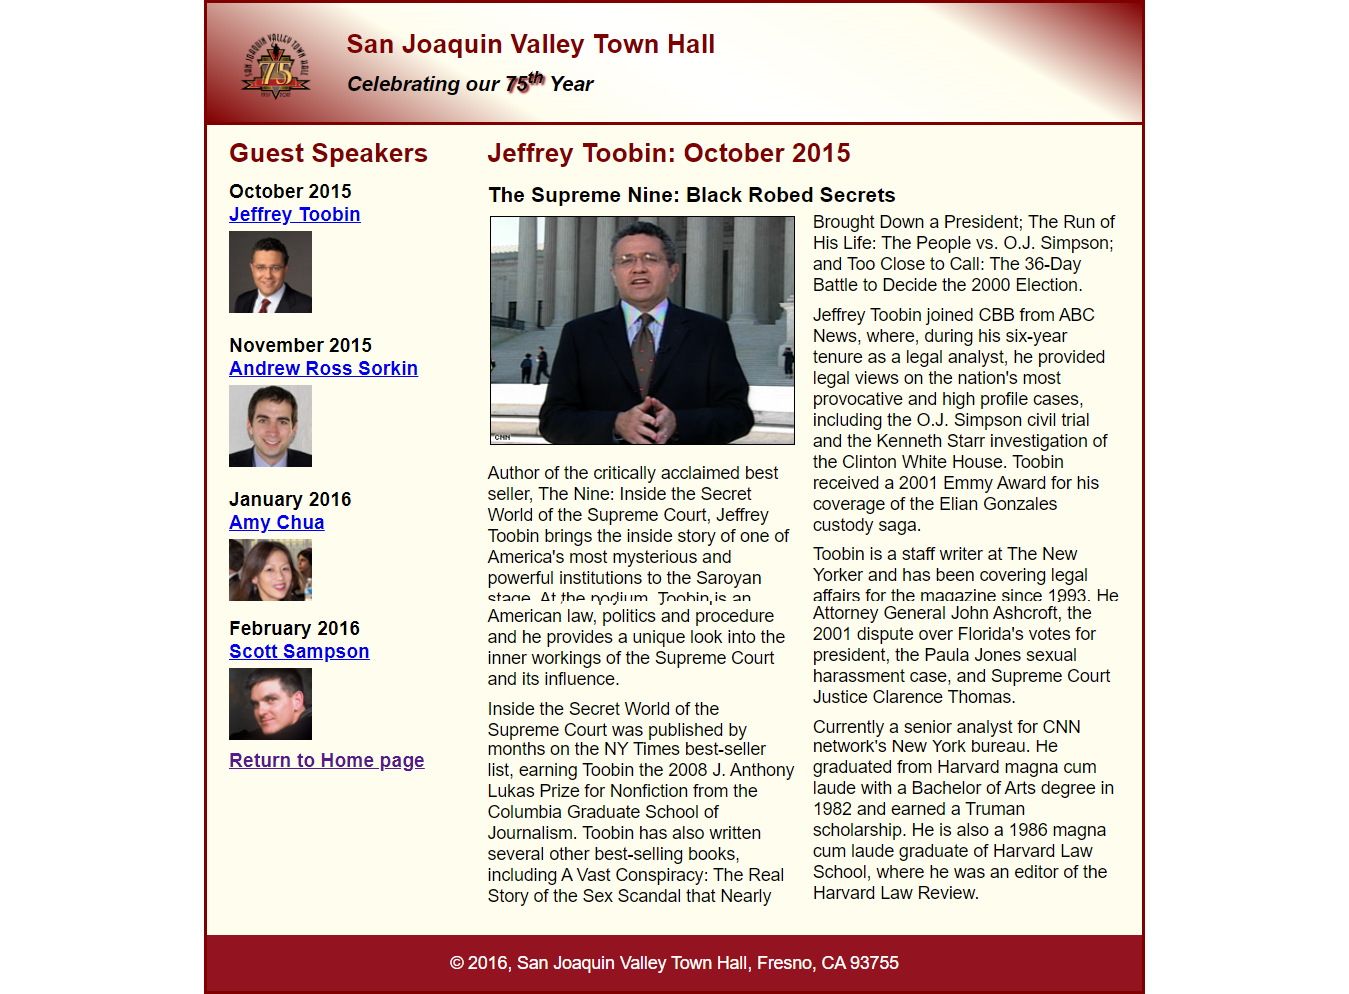 SAN JOAQUIN VALLEY TOWN HALL
75
San Joaquin Valley Town Hall
Celebrating our 75th Year
Guest Speakers
October 2015
Jeffrey Toobin
November 2015
Andrew Ross Sorkin
January 2016
Amy Chua
February 2016
Scott Sampson
Return to Home page
Jeffrey Toobin: October 2015
The Supreme Nine: Black Robed Secrets
CNN
Author of the critically acclaimed best
seller, The Nine: Inside the Secret
World of the Supreme Court, Jeffrey
Toobin brings the inside story of one of
America's most mysterious and
powerful institutions to the Saroyan
stage. At the podium, Toobin is an
American law, politics and procedure
and he provides a unique look into the
inner workings of the Supreme Court
and its influence.
Inside the Secret World of the
Supreme Court was published by
months on the NY Times best-seller
list, earning Toobin the 2008 J. Anthony
Lukas Prize for Nonfiction from the
Columbia Graduate School of
Journalism. Toobin has also written
several other best-selling books,
including A Vast Conspiracy: The Real
Story of the Sex Scandal that Nearly
Brought Down a President; The Run of
His Life: The People vs. O.J. Simpson;
and Too Close to Call: The 36-Day
Battle to Decide the 2000 Election.
Jeffrey Toobin joined CBB from ABC
News, where, during his six-year
tenure as a legal analyst, he provided
legal views on the nation's most
provocative and high profile cases,
including the O.J. Simpson civil trial
and the Kenneth Starr investigation of
the Clinton White House. Toobin
received a 2001 Emmy Award for his
coverage of the Elian Gonzales
custody saga.
Toobin is a staff writer at The New
Yorker and has been covering legal
affairs for the magazine since 1993. He
Attorney General John Ashcroft, the
2001 dispute over Florida's votes for
president, the Paula Jones sexual
harassment case, and Supreme Court
Justice Clarence Thomas.
Currently a senior analyst for CNN
network's New York bureau. He
graduated from Harvard magna cum
laude with a Bachelor of Arts degree in
1982 and earned a Truman
scholarship. He is also a 1986 magna
cum laude graduate of Harvard Law
School, where he was an editor of the
Harvard Law Review.
© 2016, San Joaquin Valley Town Hall, Fresno, CA 93755